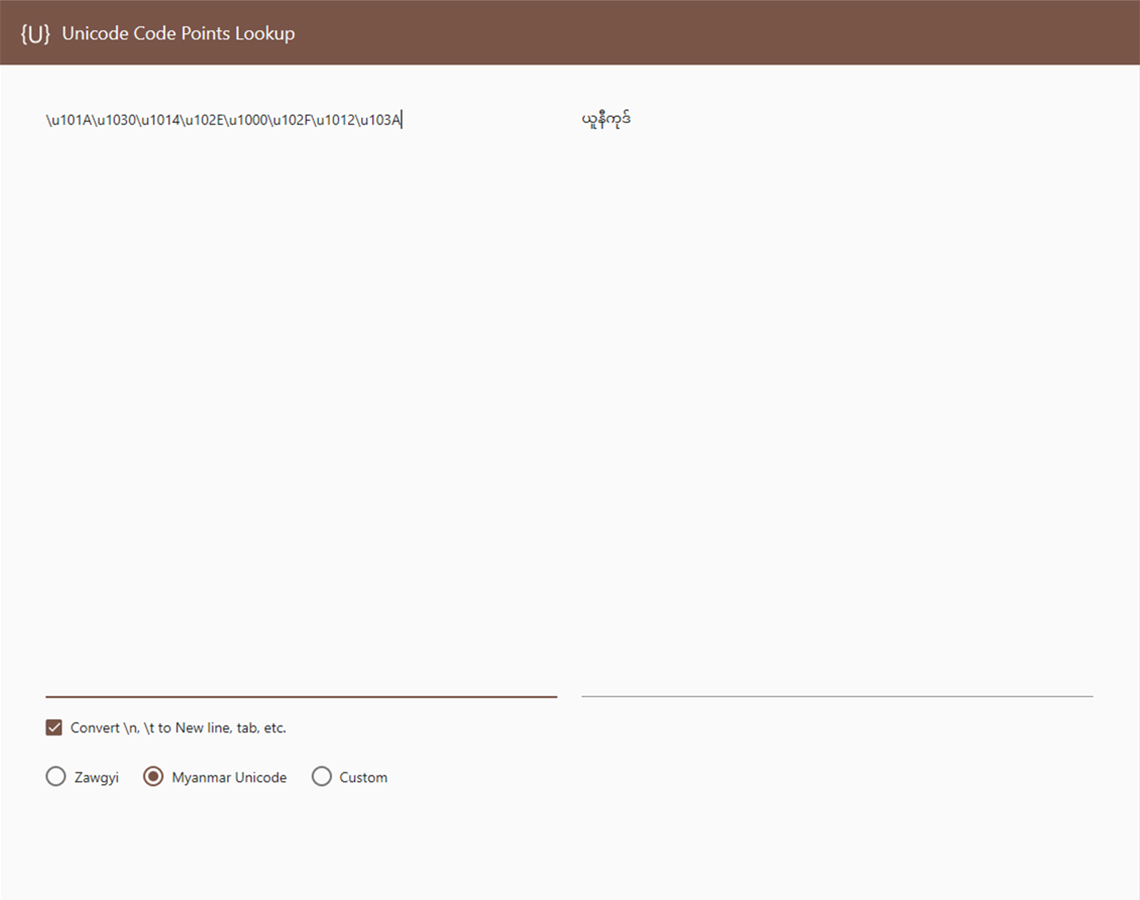 {U} Unicode Code Points Lookup
\u101A\u1030\u1014\u102E\u1000\u102F\u1012\u103A
ယူနီကုဒ်
Convert \n, \t to New line, tab, etc.
Zawgyi Myanmar Unicode Custom